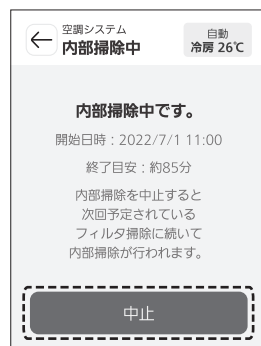 空調システム
内部掃除中
自動
冷房 26℃
内部掃除中です。
開始日時：2022/7/1 11:00
終了目安：約85分
内部掃除を中止すると
次回予定されている
フィルタ掃除に続いて
内部掃除が行われます。
中止